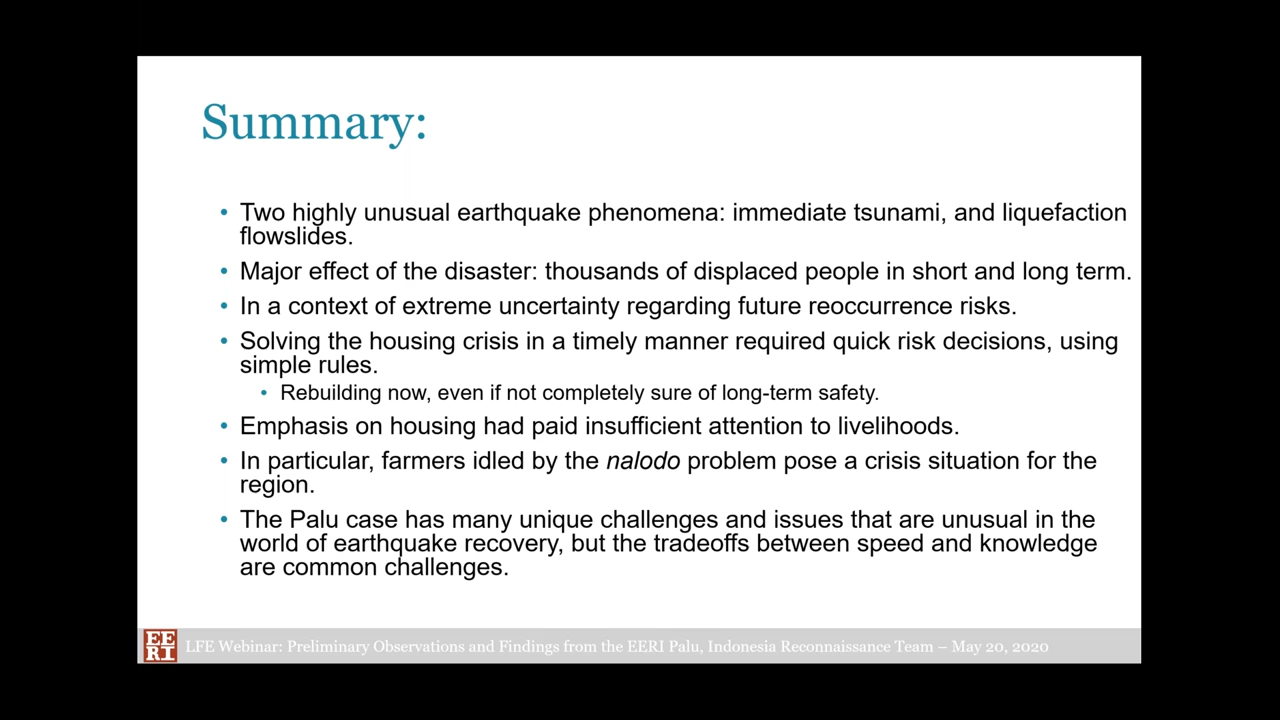 Summary:
• Two highly unusual earthquake phenomena: immediate tsunami, and liquefaction
flowslides.
• Major effect of the disaster: thousands of displaced people in short and long term.
• In a context of extreme uncertainty regarding future reoccurrence risks.
• Solving the housing crisis in a timely manner required quick risk decisions, using
simple rules.
• Rebuilding now, even if not completely sure of long-term safety.
• Emphasis on housing had paid insufficient attention to livelihoods.
• In particular, farmers idled by the nalodo problem pose a crisis situation for the
region.
• The Palu case has many unique challenges and issues that are unusual in the
world of earthquake recovery, but the tradeoffs between speed and knowledge
are common challenges.
EE
RI
LFE Webinar: Preliminary Observations and Findings from the EERI Palu, Indonesia Reconnaissance Team – May 20, 2020